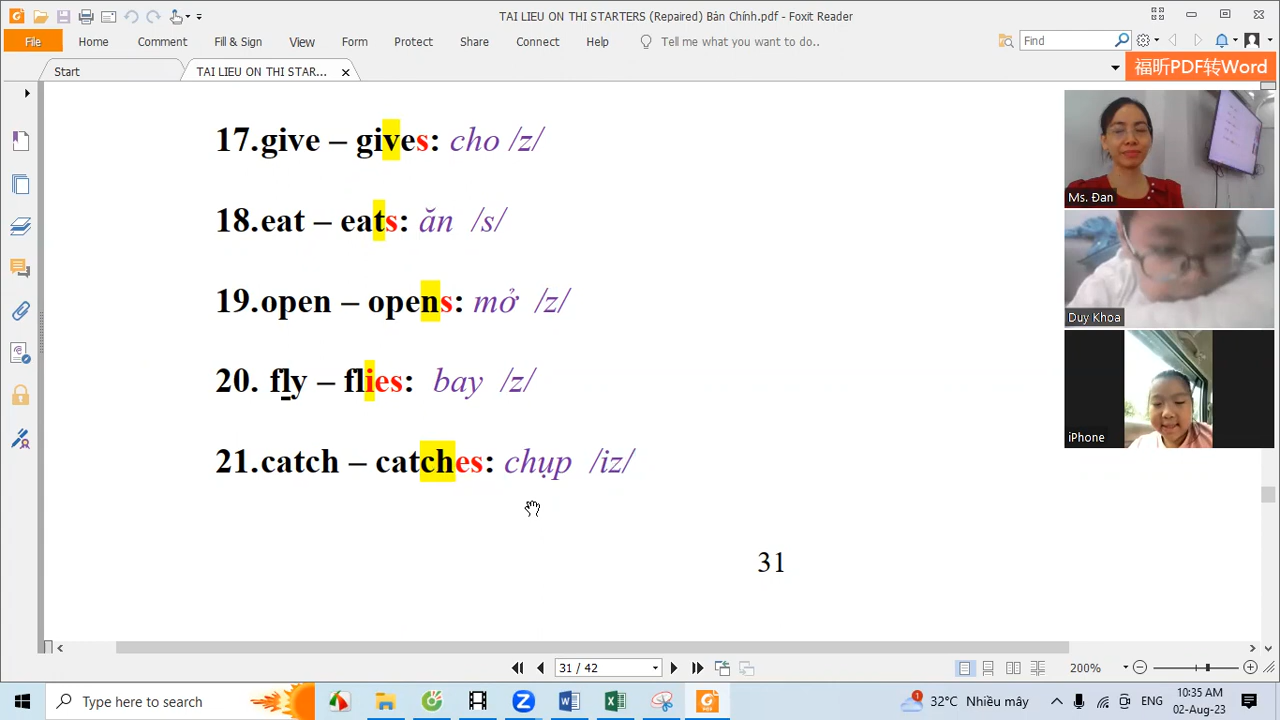 TAI LIEU ON THI STARTERS (Repaired) Bản Chính.pdf - Foxit Reader
File Home Comment Fill & Sign View Form Protect Share Connect Help Tell me what you want to do.. Find
Start TAI LIEU ON THI STAR... 福昕PDF转Word
17.give – gives: cho /z/
18.eat – eats: ăn /s/
19.open – opens: mở /z/
20. fly – flies: bay /z/
21.catch – catches: chụp /iz/
31
Ms. Đan
Duy Khoa
iPhone
31 / 42 200%
Type here to search 32°C Nhiều mây ENG 10:35 AM
02-Aug-23